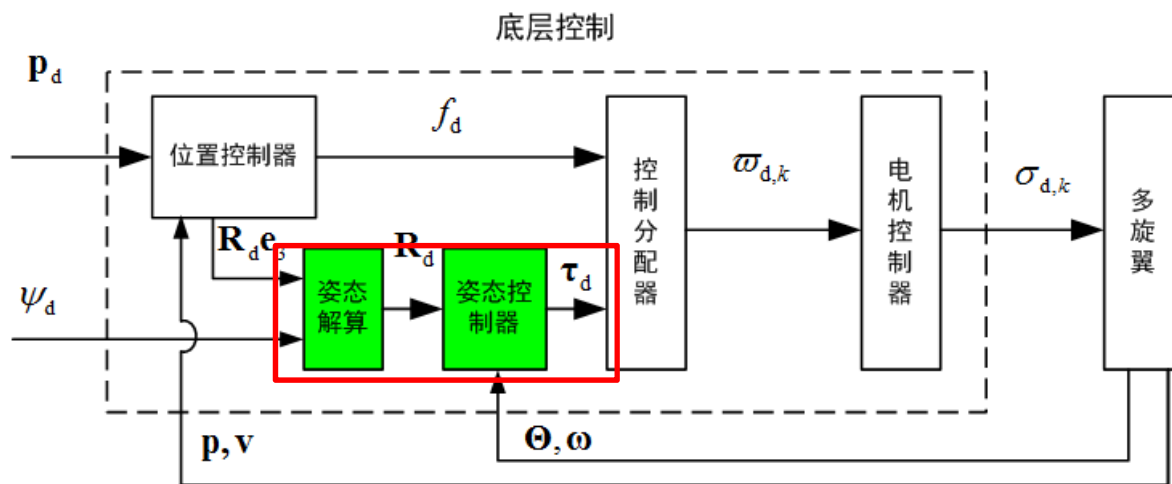 底层控制
p_d
位置控制器
f_d
控制分配器
ϖ_{d,k}
电机控制器
σ_{d,k}
多旋翼
R_d e_3
R_d
τ_d
ψ_d
姿态解算
姿态控制器
p, v
Θ, ω